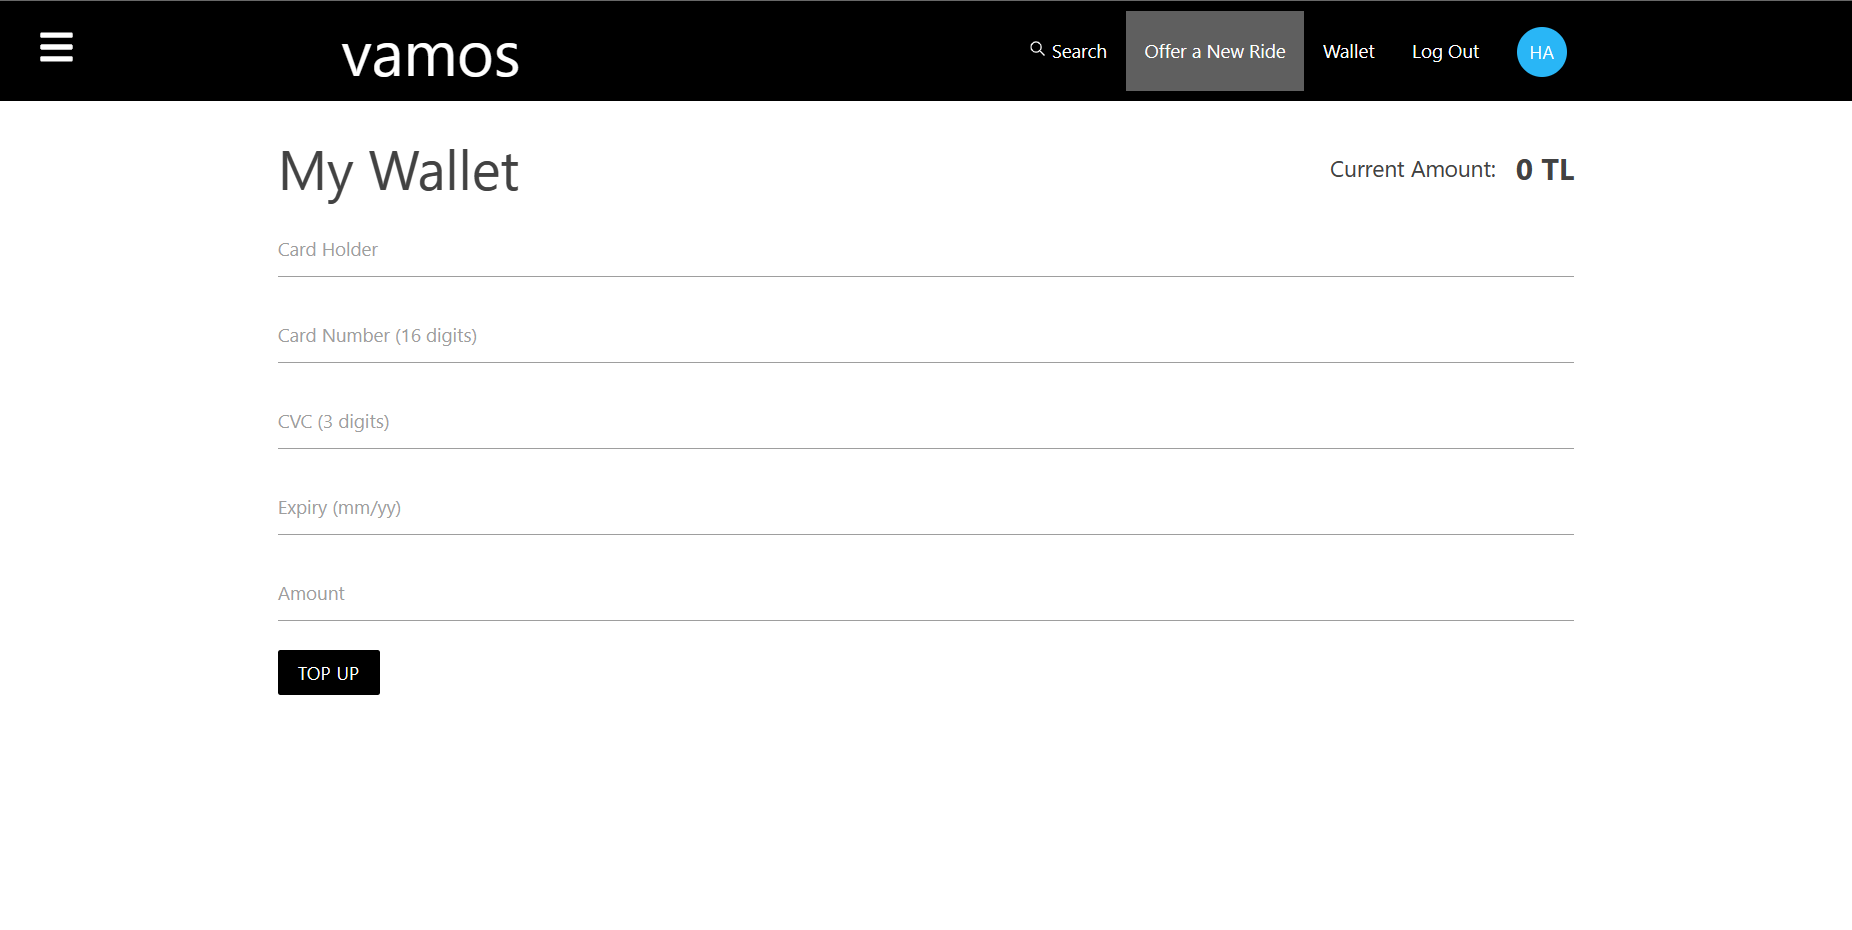 vamos
Search
Offer a New Ride
Wallet
Log Out
HA
My Wallet
Current Amount: 0 TL
Card Holder
Card Number (16 digits)
CVC (3 digits)
Expiry (mm/yy)
Amount
TOP UP